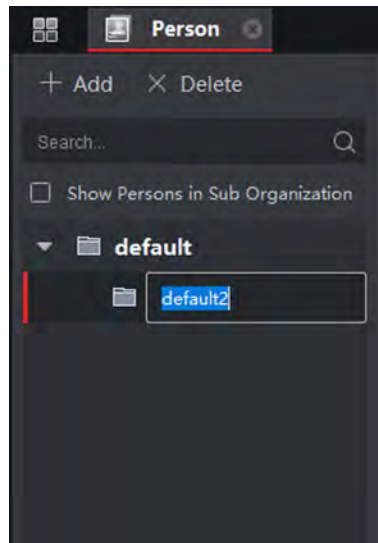 Person
Add Delete
Search...
Show Persons in Sub Organization
default
default2